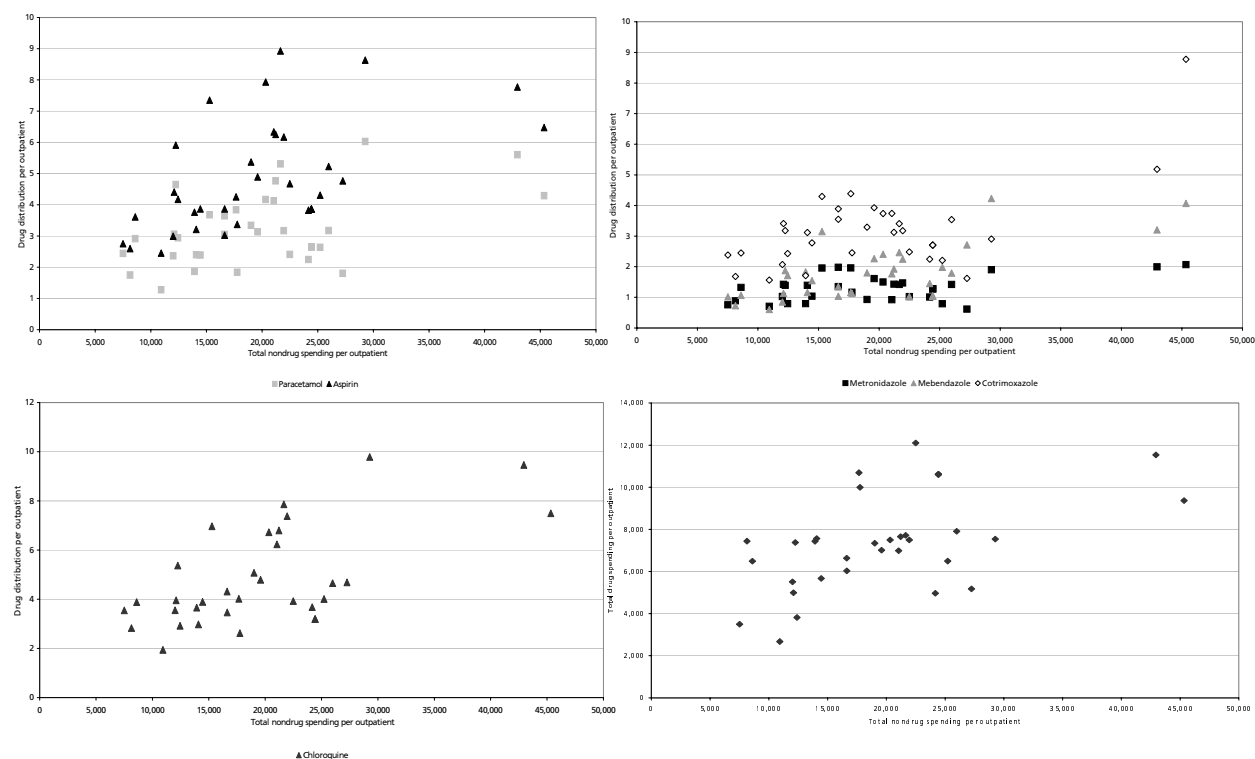 10
9
8
7
6
5
4
3
2
1
0
Drug distribution per outpatient
0 5,000 10,000 15,000 20,000 25,000 30,000 35,000 40,000 45,000 50,000
Total nondrug spending per outpatient
Paracetamol Aspirin
10
9
8
7
6
5
4
3
2
1
0
Drug distribution per outpatient
0 5,000 10,000 15,000 20,000 25,000 30,000 35,000 40,000 45,000 50,000
Total nondrug spending per outpatient
Metronidazole Mebendazole Cotrimoxazole
12
10
8
6
4
2
0
Drug distribution per outpatient
0 5,000 10,000 15,000 20,000 25,000 30,000 35,000 40,000 45,000 50,000
Total nondrug spending per outpatient
Chloroquine
14,000
12,000
10,000
8,000
6,000
4,000
2,000
0
Total drug spending per outpatient
0 5,000 10,000 15,000 20,000 25,000 30,000 35,000 40,000 45,000 50,000
Total nondrug spending per outpatient